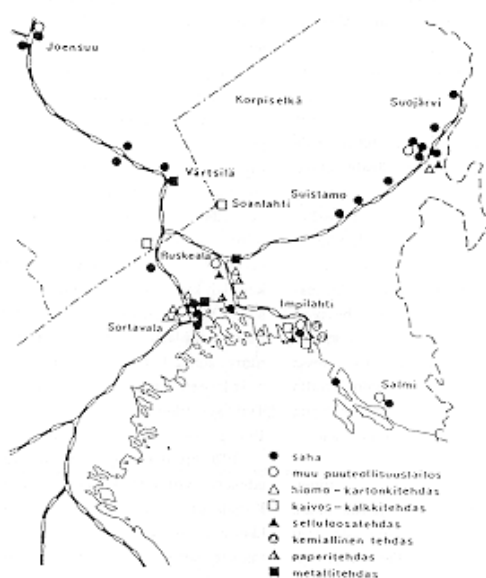 Joensuu
Korpiselkä
Suojärvi
Värtsilä
Suistamo
Soanlahti
Ruskeala
Impilahti
Sortavala
Salmi
saha
muu puuteollisuuslaitos
hiomo-kartonkitehdas
kaivos-kalkkitehdas
selluloosatehdas
kemiallinen tehdas
paperitehdas
metallitehdas